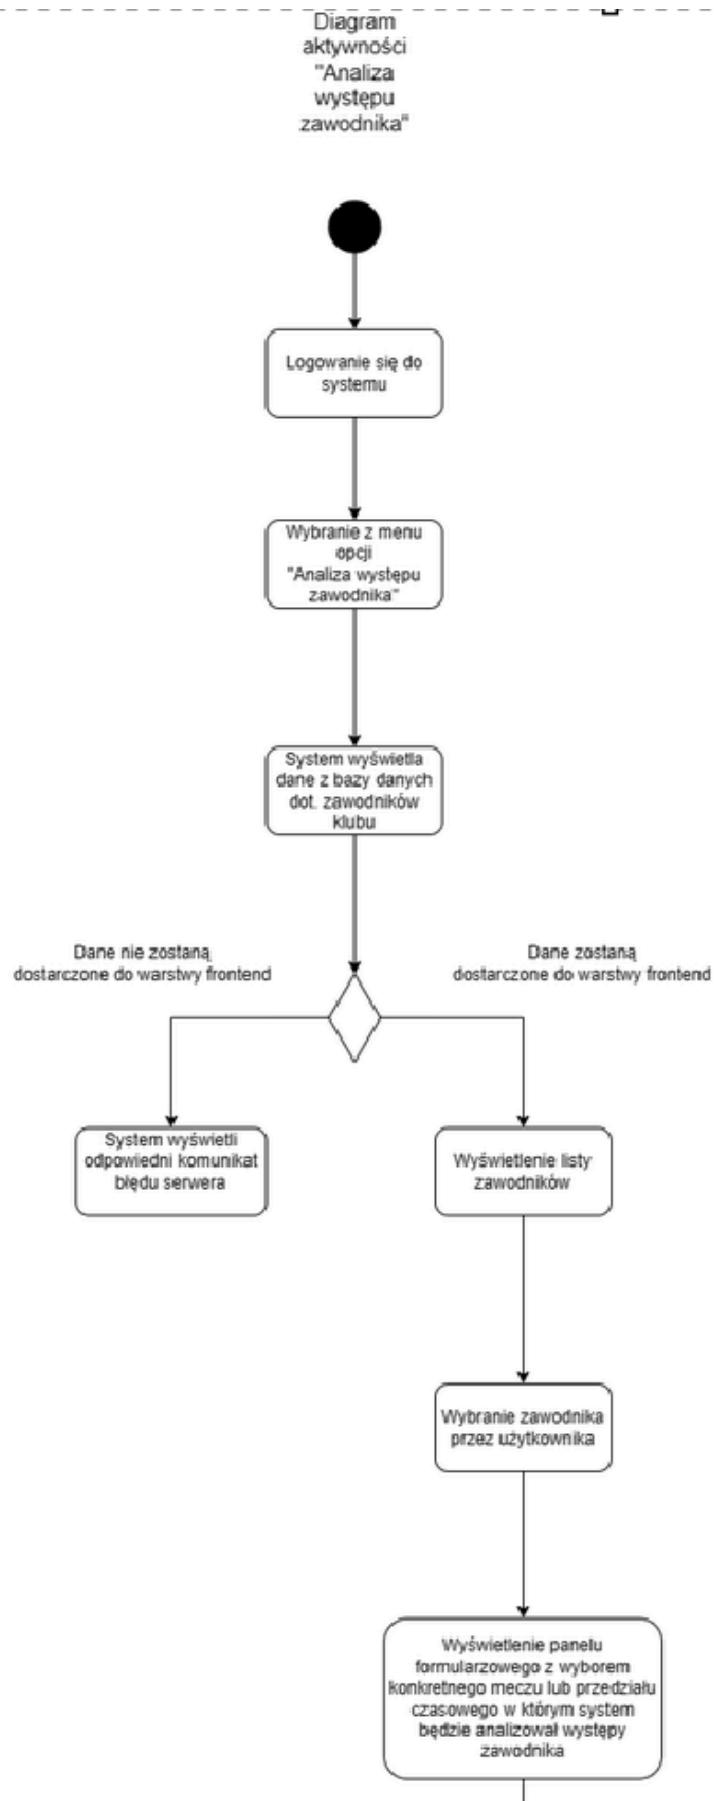 Diagram
aktywności
"Analiza
występu
zawodnika"
Logowanie się do
systemu
Wybranie z menu
opcji
"Analiza występu
zawodnika"
System wyświetla
dane z bazy danych
dot. zawodników
klubu
Dane nie zostaną
dostarczone do warstwy frontend
Dane zostaną
dostarczone do warstwy frontend
System wyświetli
odpowiedni komunikat
błędu serwera
Wyświetlenie listy
zawodników
Wybranie zawodnika
przez użytkownika
Wyświetlenie panelu
formularzowego z wyborem
konkretnego meczu lub przedziału
czasowego w którym system
będzie analizował występy
zawodnika